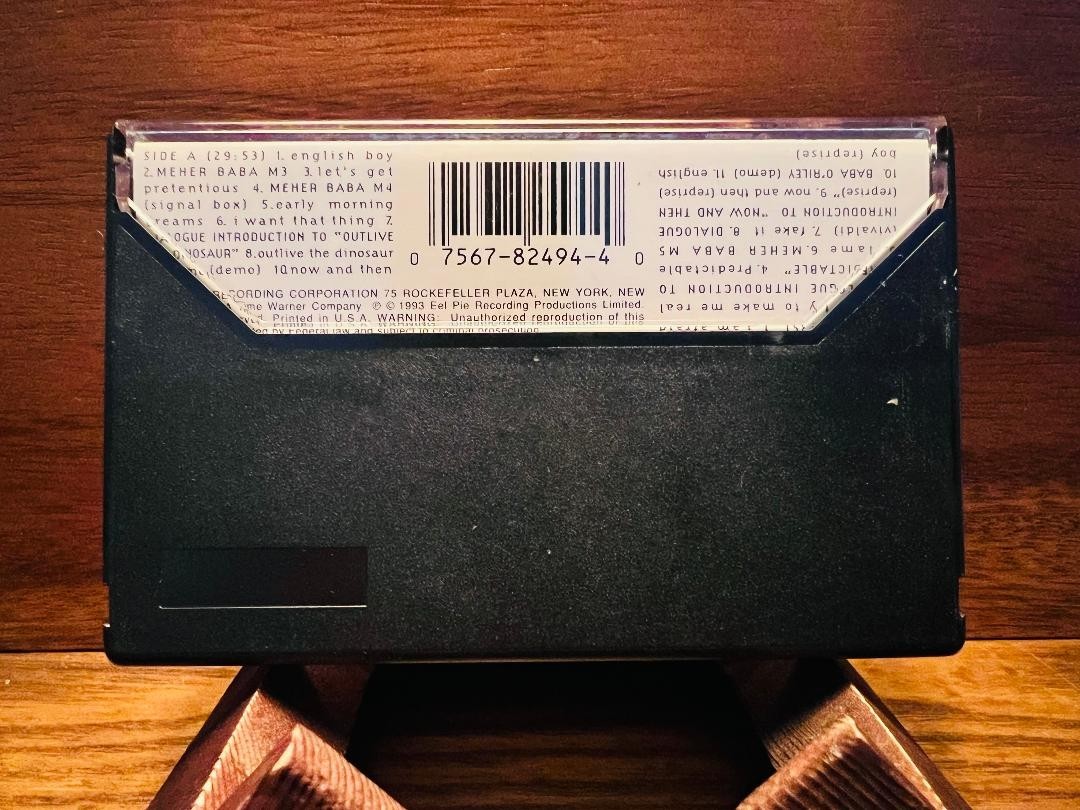 SIDE A (29:53) 1. english boy
2.MEHER BABA M3 3.let's get
pretentious 4. MEHER BABA M4
(signal box) 5.early morning
reams 6. i want that thing 7.
OGUE INTRODUCTION TO "OUTLIVE
NOSAUR" 8.outlive the dinosaur
(demo) 10.now and then
0 7567-82494-4 0
ECORDING CORPORATION 75 ROCKEFELLER PLAZA, NEW YORK, NEW
me Warner Company ℗ © 1993 Eel Pie Recording Productions Limited.
Printed in U.S.A. WARNING: Unauthorized reproduction of this
ed by Federal law and subject to criminal prosecution.
i am afraid
y to make me real
OGUE INTRODUCTION TO
DICTABLE" 4.Predictable
lame 6.MEHER BABA M5
(vivaldi) 7. fake it 8. DIALOGUE
INTRODUCTION TO "NOW AND THEN
(reprise)" 9. now and then (reprise)
10. BABA O'RILEY (demo) 11. english
boy (reprise)